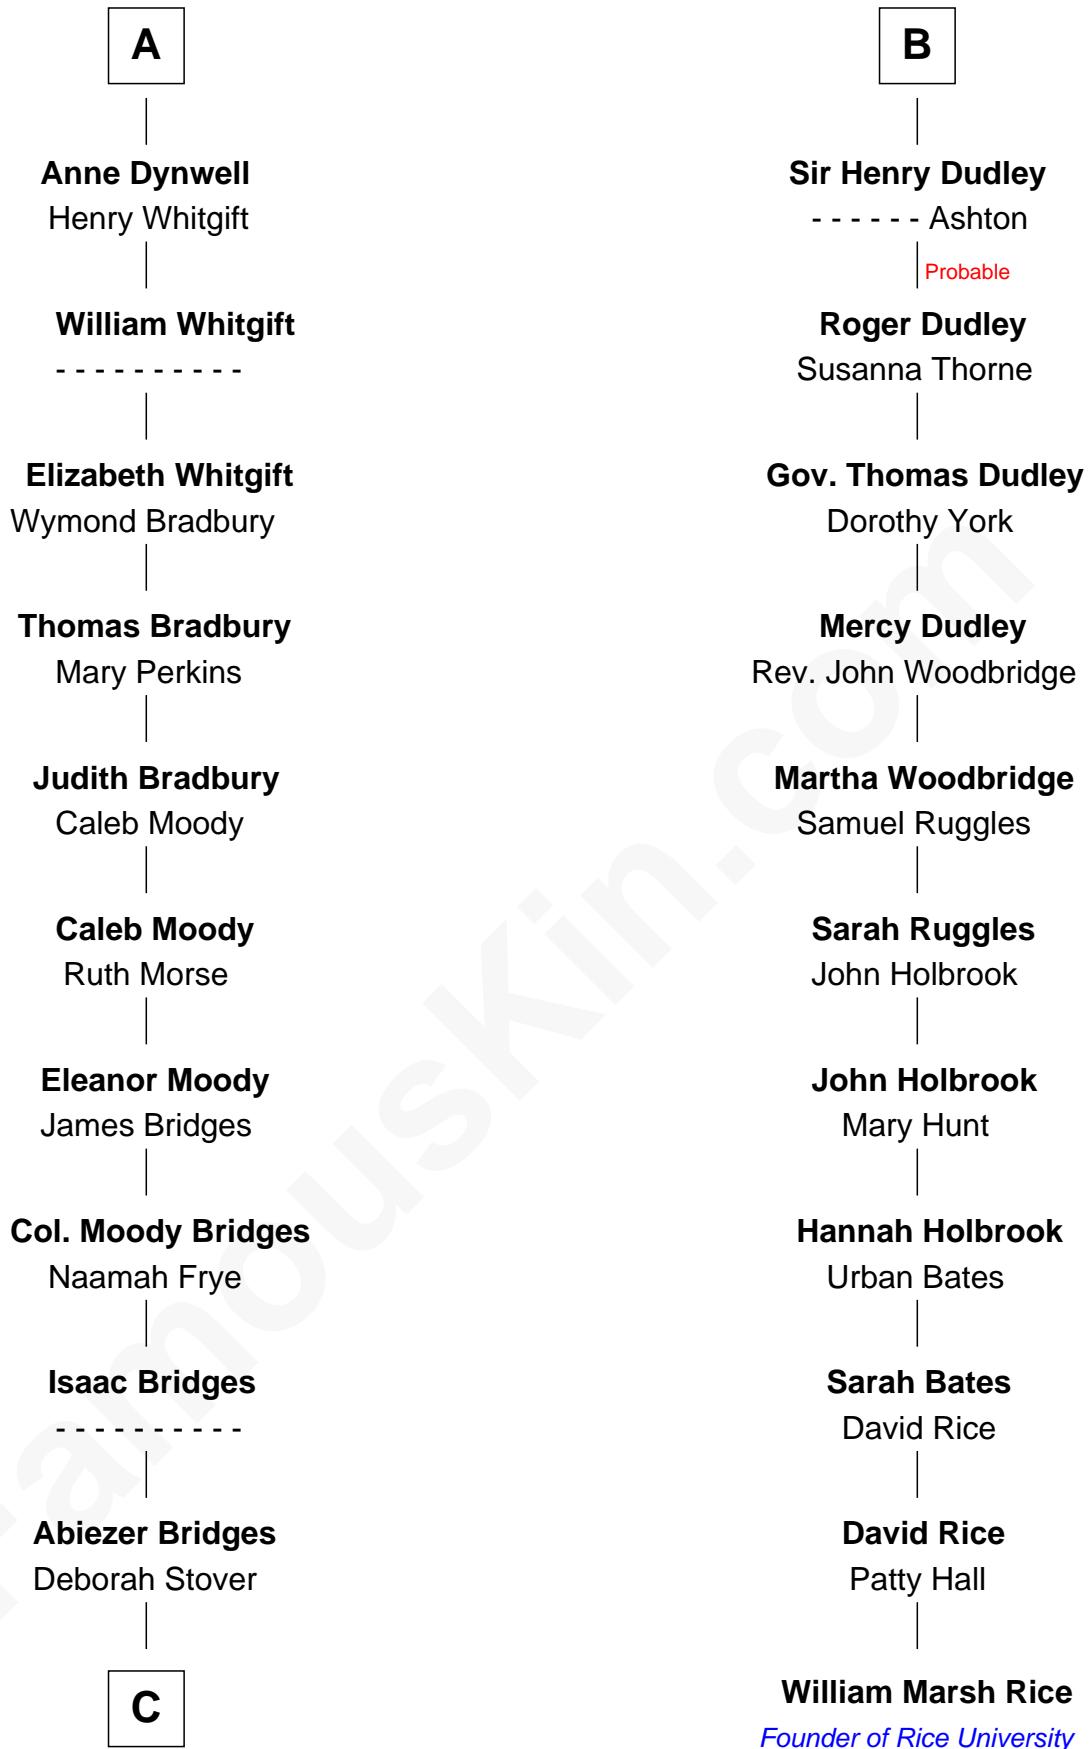 A
Anne Dynwell
Henry Whitgift
William Whitgift
- - - - - - - - - -
Elizabeth Whitgift
Wymond Bradbury
Thomas Bradbury
Mary Perkins
Judith Bradbury
Caleb Moody
Caleb Moody
Ruth Morse
Eleanor Moody
James Bridges
Col. Moody Bridges
Naamah Frye
Isaac Bridges
- - - - - - - - - -
Abiezer Bridges
Deborah Stover
C
B
Sir Henry Dudley
- - - - - - Ashton
Probable
Roger Dudley
Susanna Thorne
Gov. Thomas Dudley
Dorothy York
Mercy Dudley
Rev. John Woodbridge
Martha Woodbridge
Samuel Ruggles
Sarah Ruggles
John Holbrook
John Holbrook
Mary Hunt
Hannah Holbrook
Urban Bates
Sarah Bates
David Rice
David Rice
Patty Hall
William Marsh Rice
Founder of Rice University
FamousKin.com